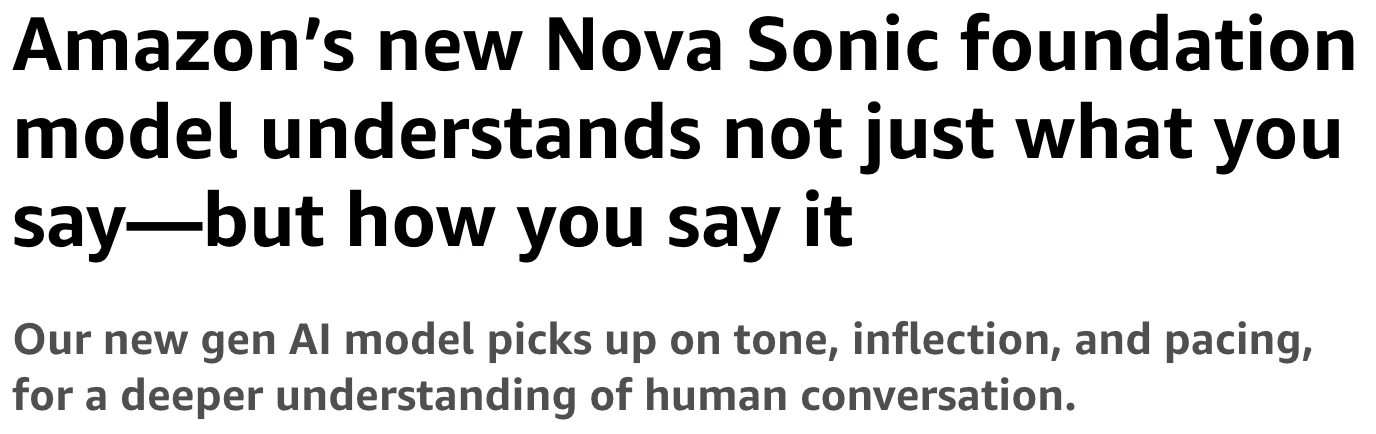 Amazon’s new Nova Sonic foundation
model understands not just what you
say—but how you say it
Our new gen AI model picks up on tone, inflection, and pacing,
for a deeper understanding of human conversation.